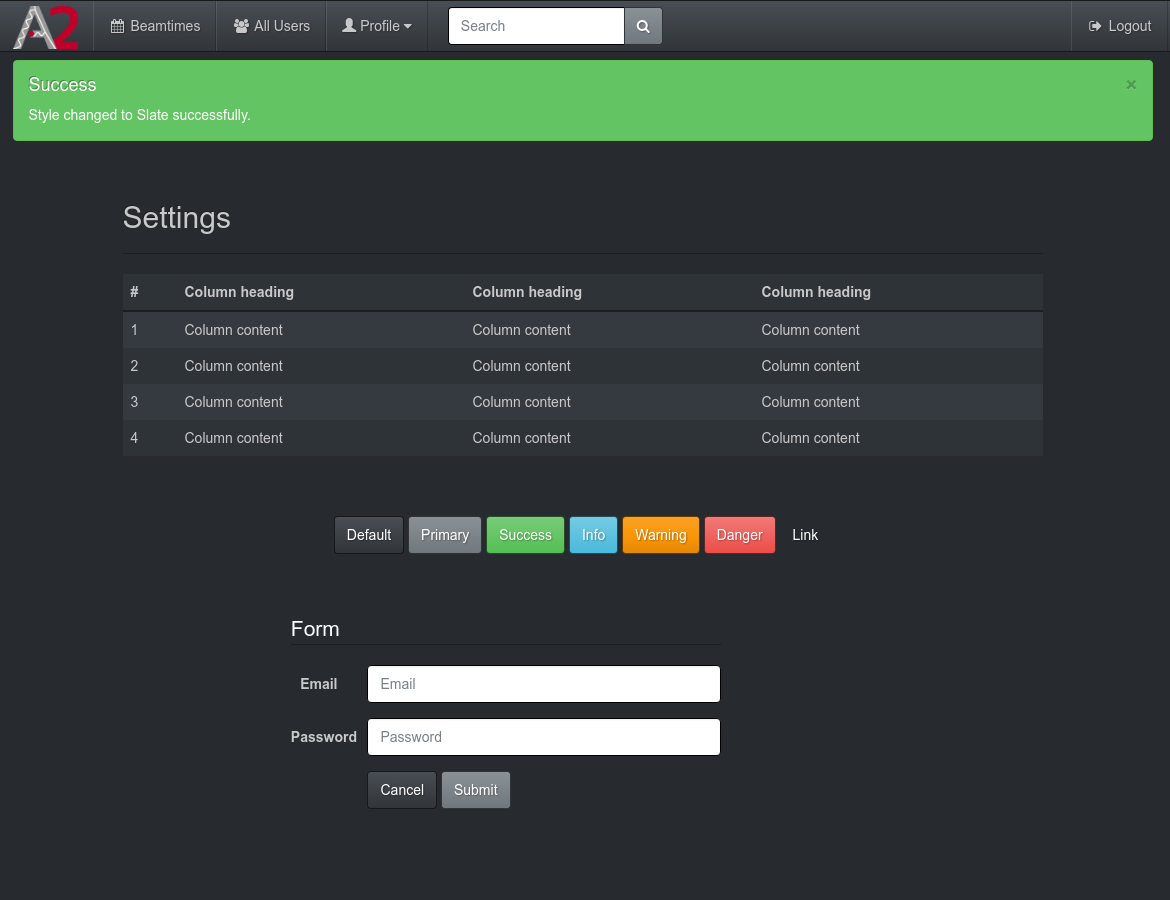 A2 Beamtimes All Users Profile Search Logout
Success ×
Style changed to Slate successfully.
Settings
# Column heading Column heading Column heading
1 Column content Column content Column content
2 Column content Column content Column content
3 Column content Column content Column content
4 Column content Column content Column content
Default Primary Success Info Warning Danger Link
Form
Email Email
Password Password
Cancel Submit